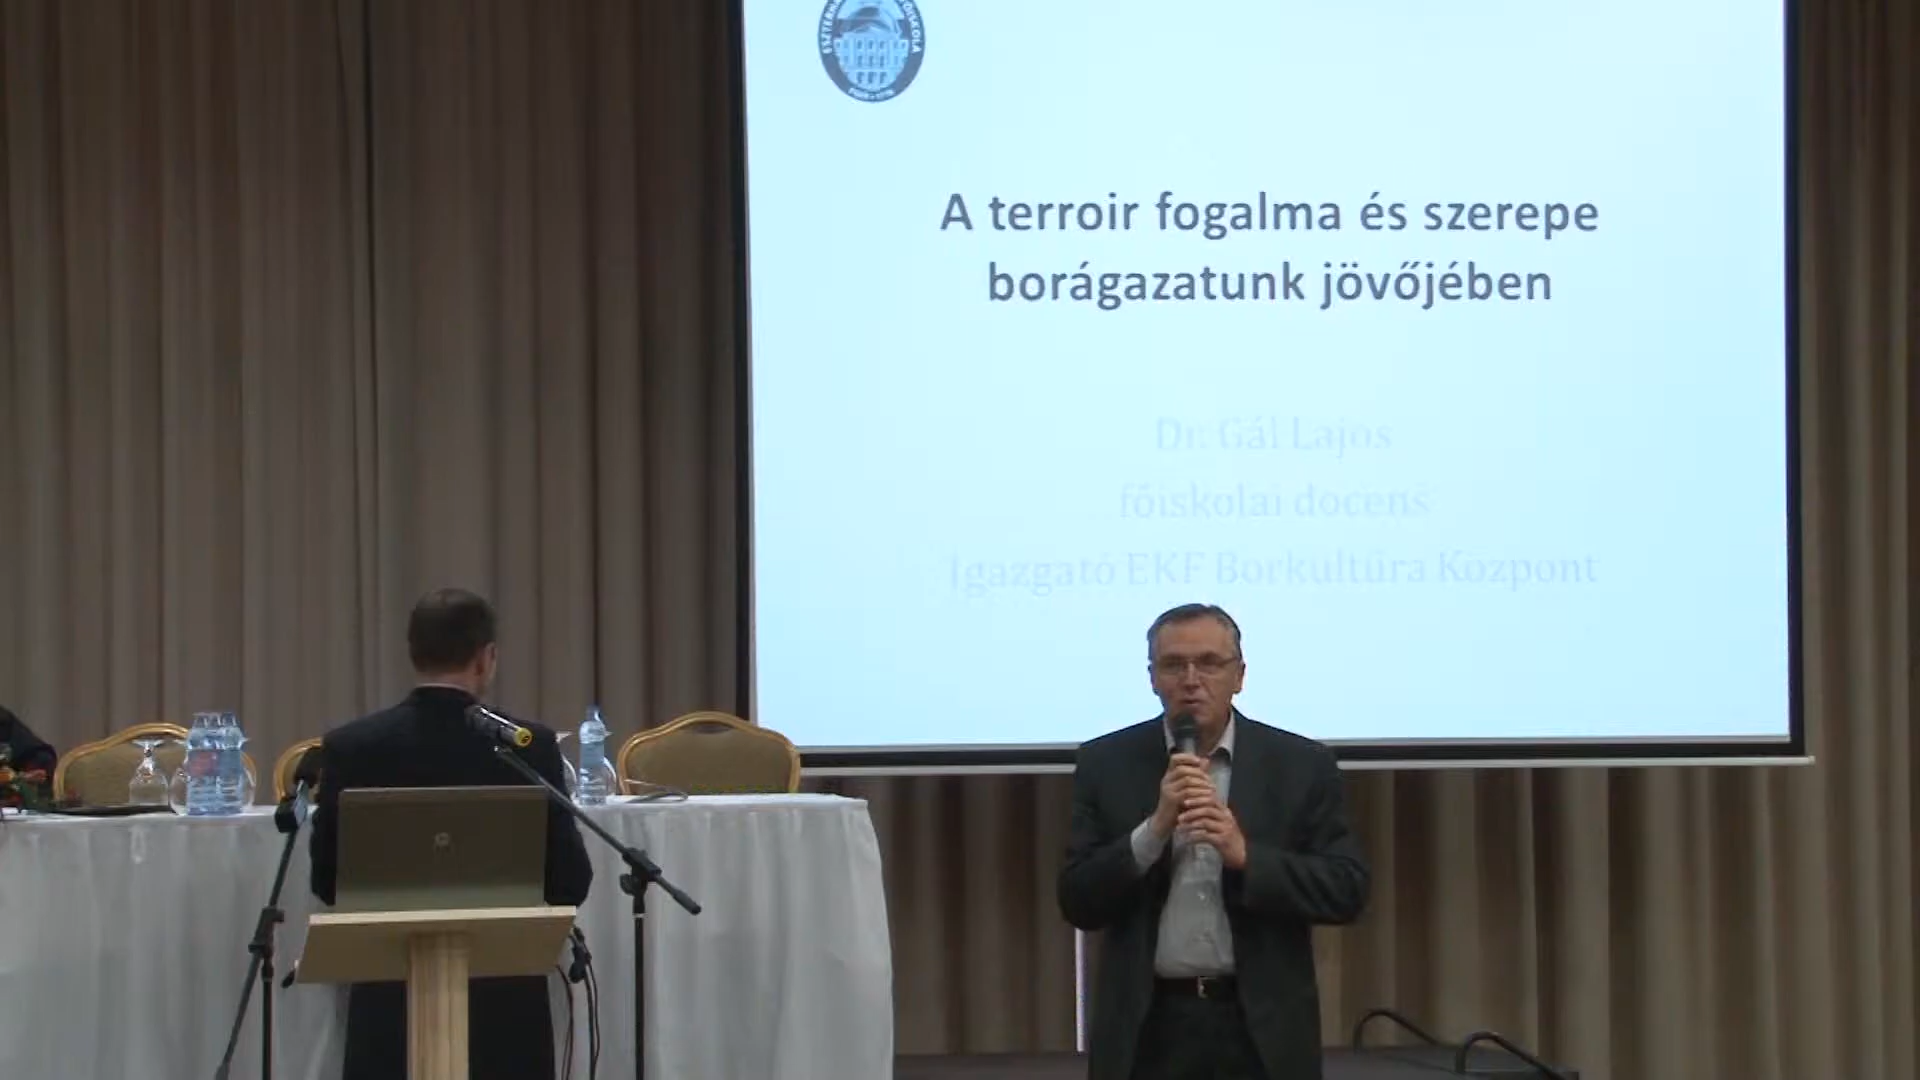 A terroir fogalma és szerepe
borágazatunk jövőjében
Dr. Gál Lajos
főiskolai docens
Igazgató EKF Borkultúra Központ